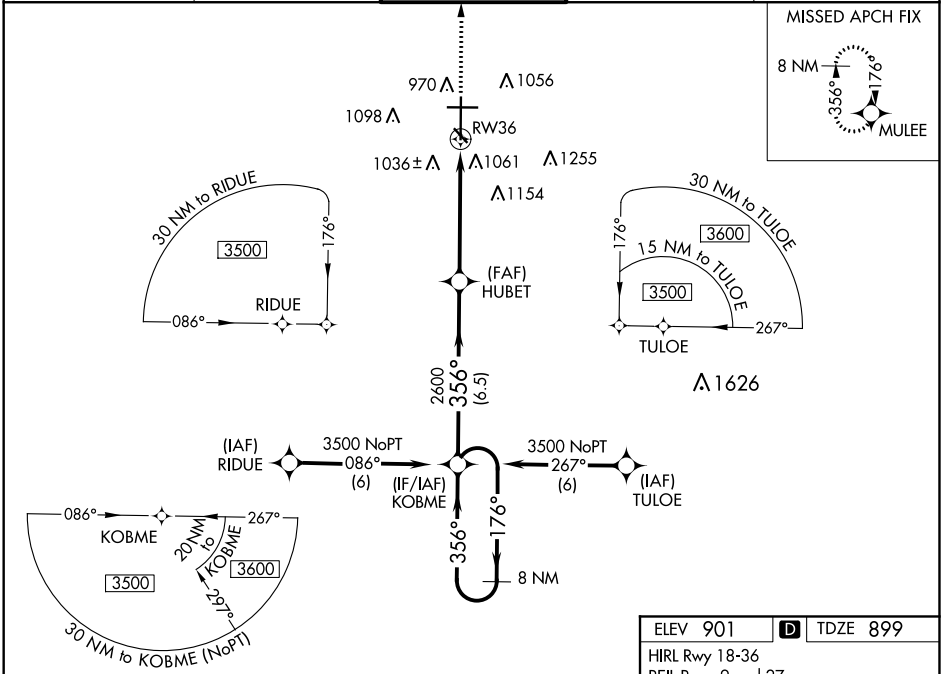 MISSED APCH FIX
8 NM
356°
176°
MULEE
970
1056
1098
RW36
1036±
1061
1255
1154
30 NM to RIDUE
3500
176°
086°
RIDUE
(FAF)
HUBET
30 NM to TULOE
3600
176°
15 NM to TULOE
3500
267°
TULOE
1626
2600
356°
(6.5)
(IAF)
RIDUE
3500 NoPT
086°
(6)
(IF/IAF)
KOBME
3500 NoPT
267°
(6)
(IAF)
TULOE
356°
176°
8 NM
086°
267°
KOBME
20 NM
to
KOBME
3500
3600
297°
30 NM to KOBME (NoPT)
ELEV 901
D
TDZE 899
HIRL Rwy 18-36